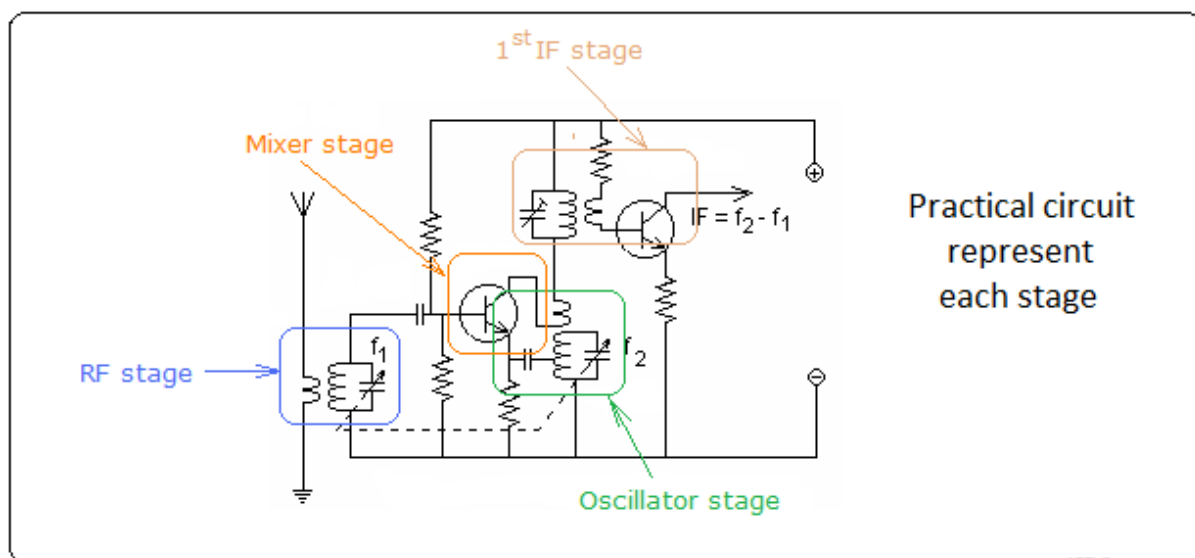 1st IF stage
Mixer stage
IF = f2 - f1
Practical circuit
represent
each stage
f1
f2
RF stage
Oscillator stage